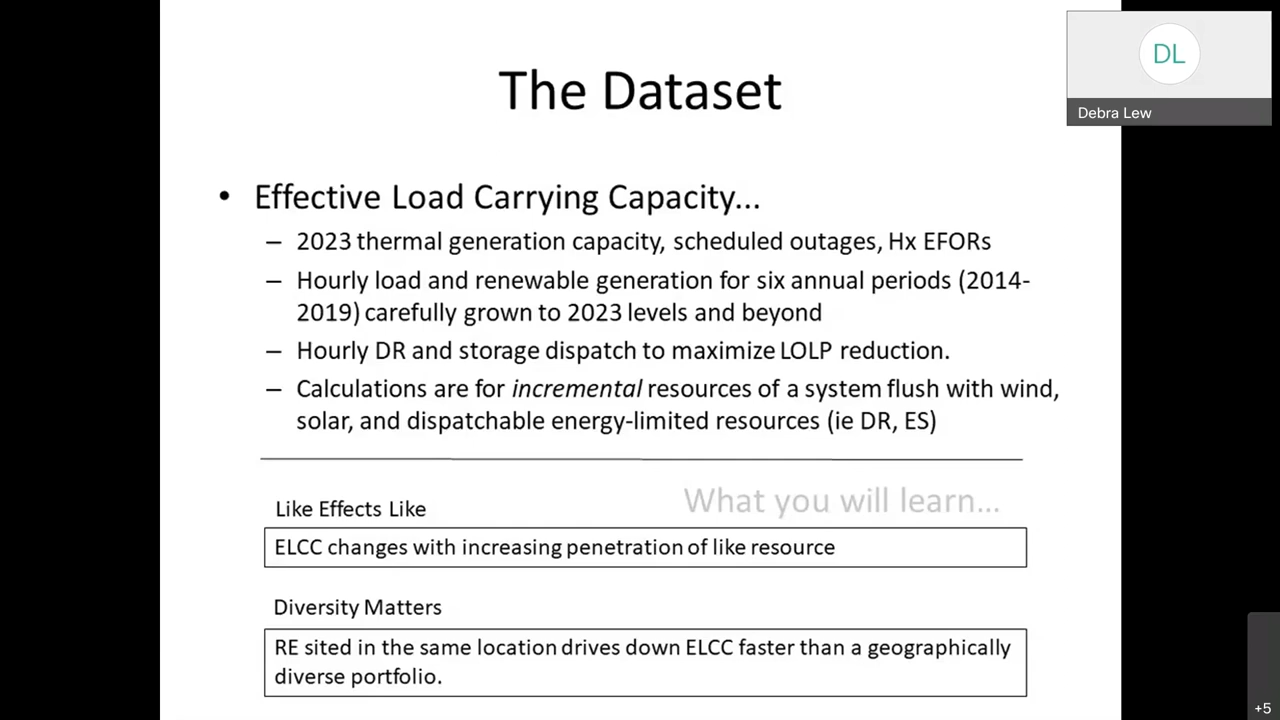 The Dataset
DL
Debra Lew
• Effective Load Carrying Capacity...
– 2023 thermal generation capacity, scheduled outages, Hx EFORs
– Hourly load and renewable generation for six annual periods (2014-
2019) carefully grown to 2023 levels and beyond
– Hourly DR and storage dispatch to maximize LOLP reduction.
– Calculations are for incremental resources of a system flush with wind,
solar, and dispatchable energy-limited resources (ie DR, ES)
What you will learn...
Like Effects Like
ELCC changes with increasing penetration of like resource
Diversity Matters
RE sited in the same location drives down ELCC faster than a geographically
diverse portfolio.
+5